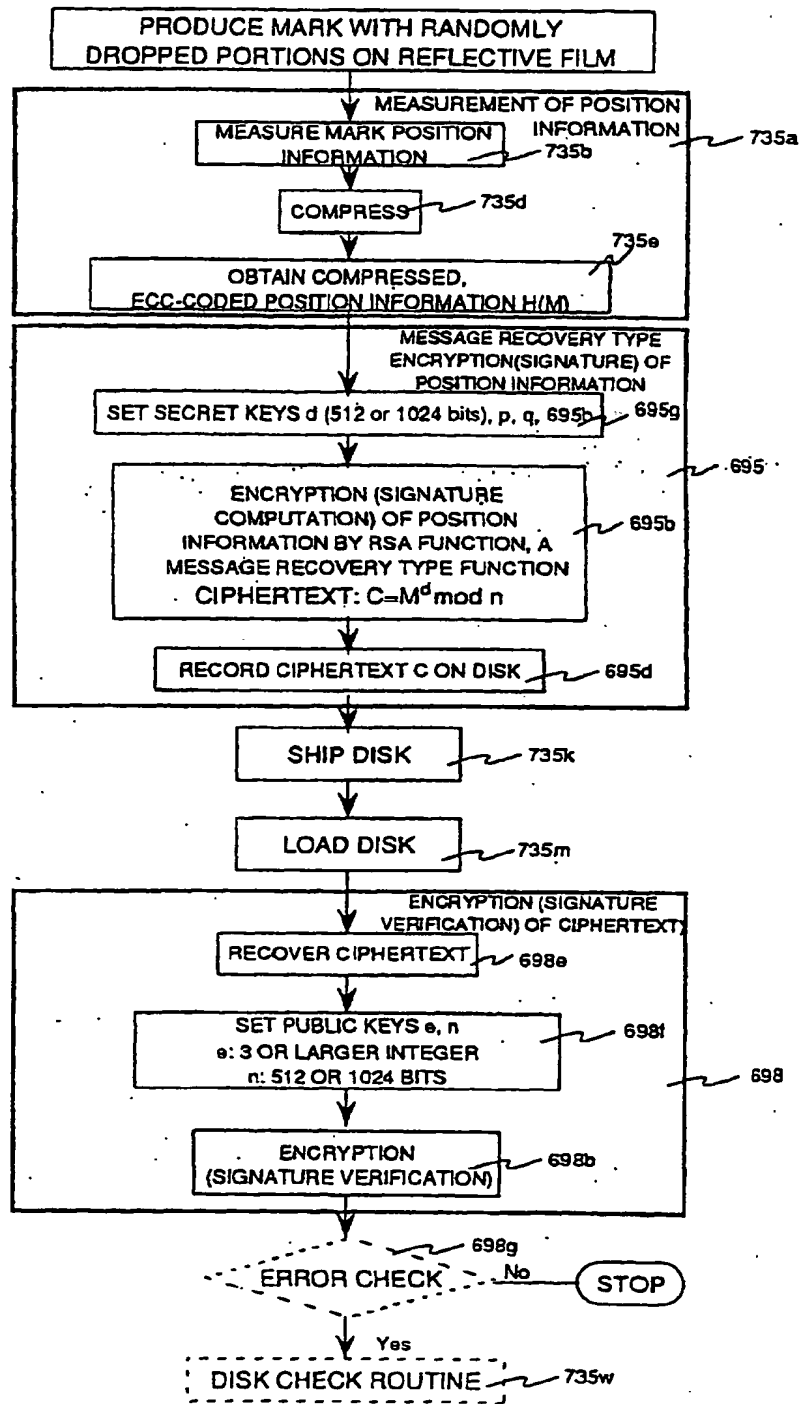 PRODUCE MARK WITH RANDOMLY
DROPPED PORTIONS ON REFLECTIVE FILM
MEASUREMENT OF POSITION
INFORMATION
735a
MEASURE MARK POSITION
INFORMATION
735b
COMPRESS
735d
735e
OBTAIN COMPRESSED,
ECC-CODED POSITION INFORMATION H(M)
MESSAGE RECOVERY TYPE
ENCRYPTION(SIGNATURE) OF
POSITION INFORMATION
SET SECRET KEYS d (512 or 1024 bits), p, q, 695b
695g
695
ENCRYPTION (SIGNATURE
COMPUTATION) OF POSITION
INFORMATION BY RSA FUNCTION, A
MESSAGE RECOVERY TYPE FUNCTION
CIPHERTEXT: C=M^d mod n
695b
RECORD CIPHERTEXT C ON DISK
695d
SHIP DISK
735k
LOAD DISK
735m
ENCRYPTION (SIGNATURE
VERIFICATION) OF CIPHERTEXT)
RECOVER CIPHERTEXT
698e
SET PUBLIC KEYS e, n
e: 3 OR LARGER INTEGER
n: 512 OR 1024 BITS
698f
698
ENCRYPTION
(SIGNATURE VERIFICATION)
698b
698g
ERROR CHECK
No
STOP
Yes
DISK CHECK ROUTINE
735w